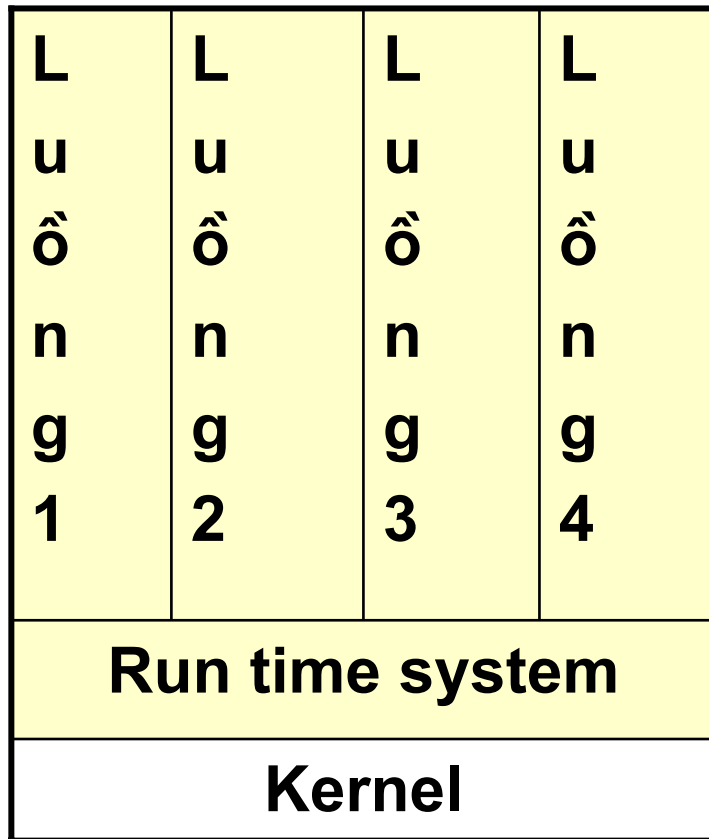 Luồng 1
Luồng 2
Luồng 3
Luồng 4
Run time system
Kernel